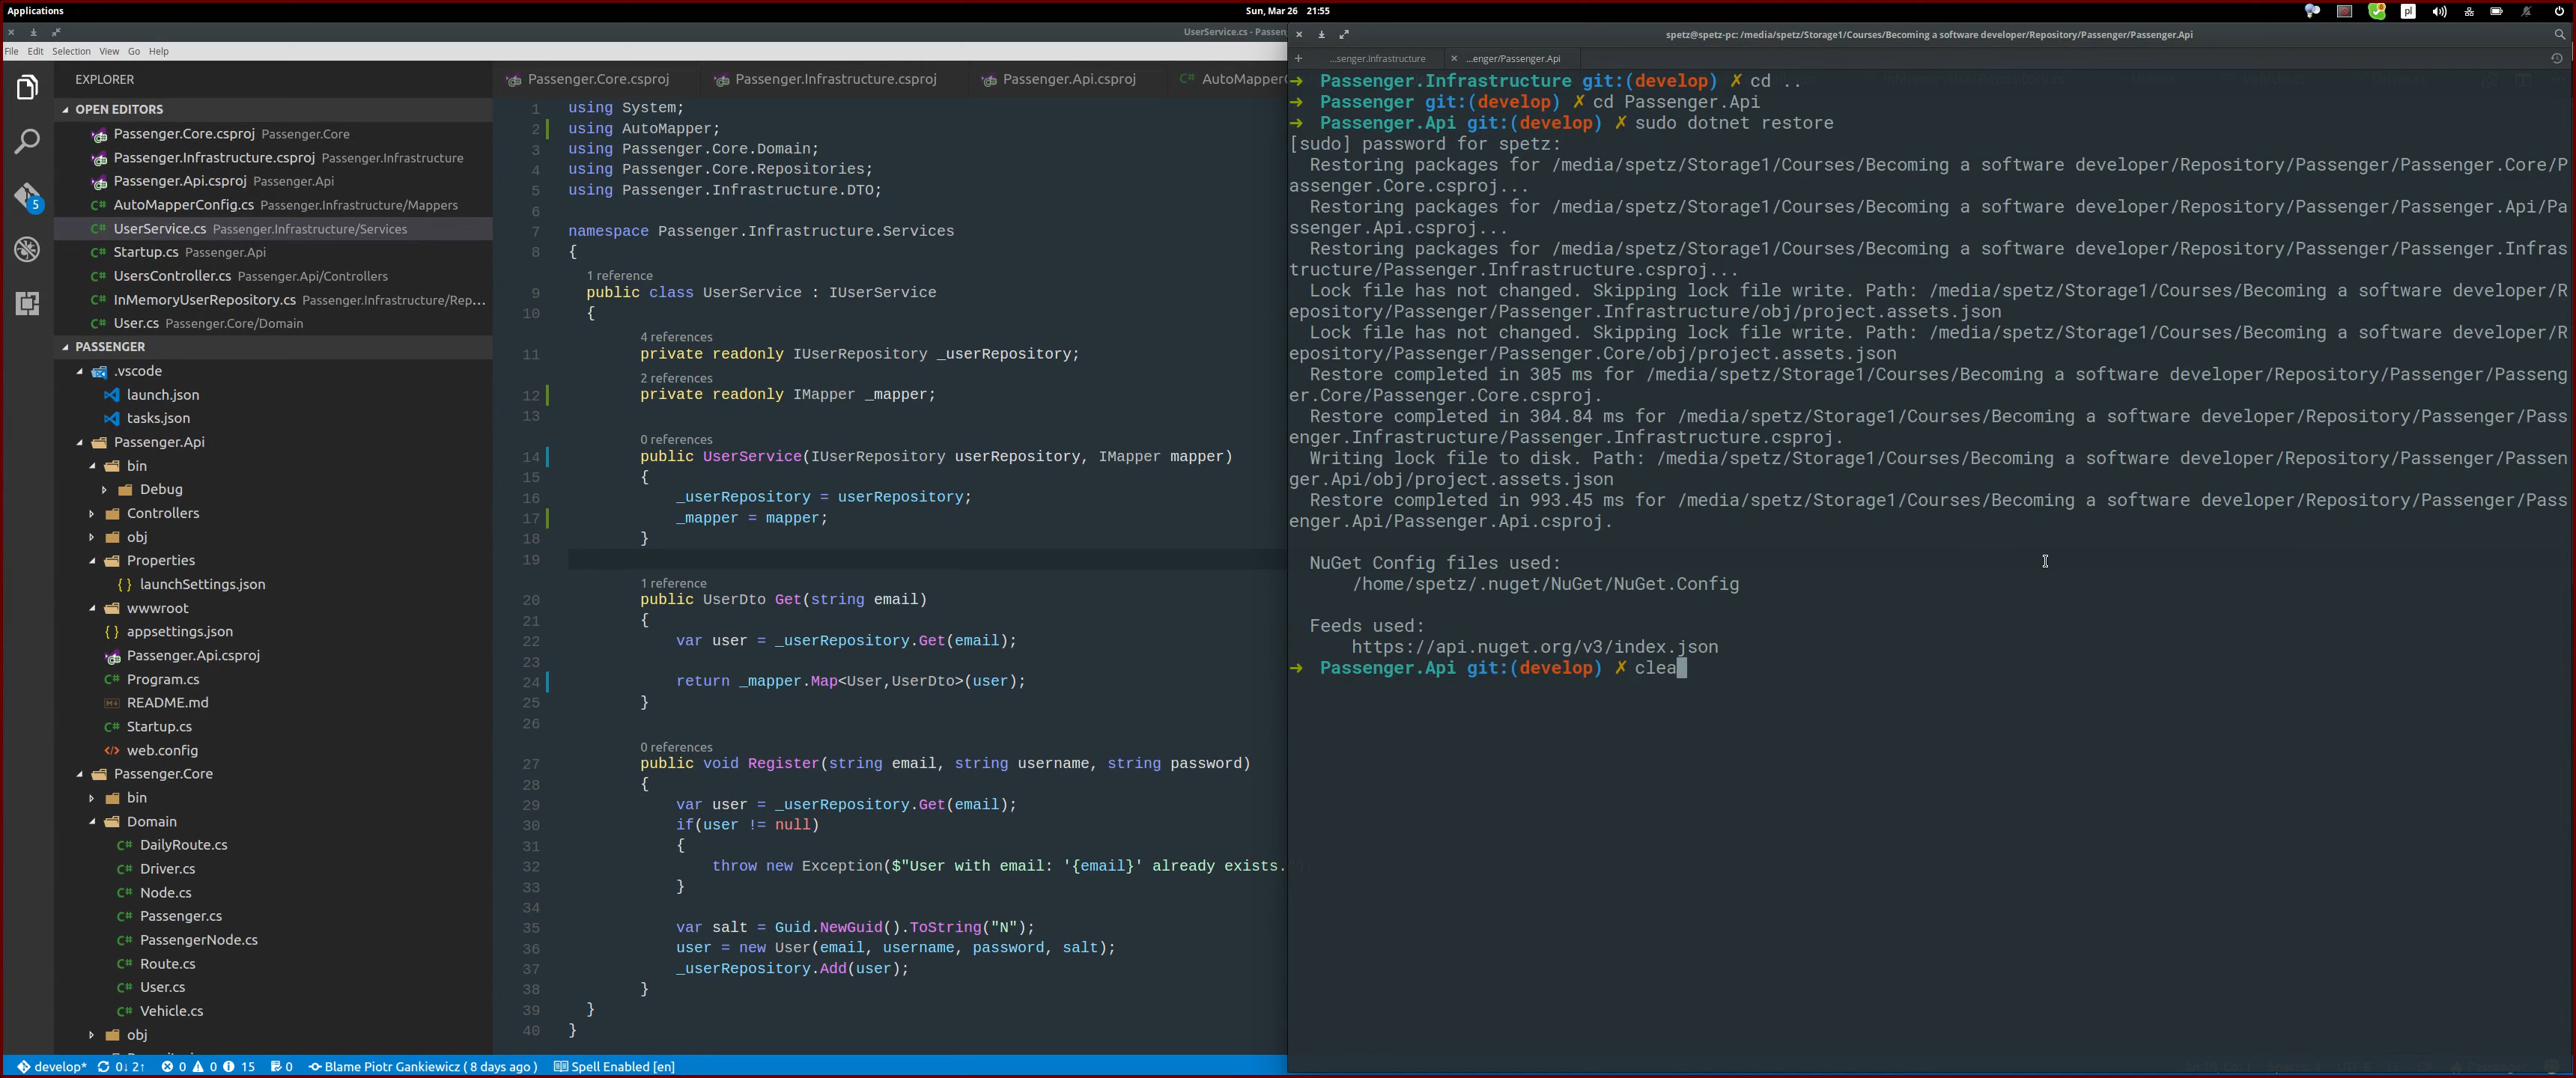 Applications
Sun, Mar 26 21:55
pl
UserService.cs - Passen
File Edit Selection View Go Help
EXPLORER
OPEN EDITORS
Passenger.Core.csproj Passenger.Core
Passenger.Infrastructure.csproj Passenger.Infrastructure
Passenger.Api.csproj Passenger.Api
C# AutoMapperConfig.cs Passenger.Infrastructure/Mappers
C# UserService.cs Passenger.Infrastructure/Services
C# Startup.cs Passenger.Api
C# UsersController.cs Passenger.Api/Controllers
C# InMemoryUserRepository.cs Passenger.Infrastructure/Rep...
C# User.cs Passenger.Core/Domain
5
PASSENGER
.vscode
launch.json
tasks.json
Passenger.Api
bin
Debug
Controllers
obj
Properties
{ } launchSettings.json
wwwroot
{ } appsettings.json
Passenger.Api.csproj
C# Program.cs
README.md
C# Startup.cs
</> web.config
Passenger.Core
bin
Domain
C# DailyRoute.cs
C# Driver.cs
C# Node.cs
C# Passenger.cs
C# PassengerNode.cs
C# Route.cs
C# User.cs
C# Vehicle.cs
obj
Passenger.Core.csproj Passenger.Infrastructure.csproj Passenger.Api.csproj C# AutoMapperC
1 using System;
2 using AutoMapper;
3 using Passenger.Core.Domain;
4 using Passenger.Core.Repositories;
5 using Passenger.Infrastructure.DTO;
6
7 namespace Passenger.Infrastructure.Services
8 {
1 reference
9 public class UserService : IUserService
10 {
4 references
11 private readonly IUserRepository _userRepository;
2 references
12 private readonly IMapper _mapper;
13
0 references
14 public UserService(IUserRepository userRepository, IMapper mapper)
15 {
16 _userRepository = userRepository;
17 _mapper = mapper;
18 }
19
1 reference
20 public UserDto Get(string email)
21 {
22 var user = _userRepository.Get(email);
23
24 return _mapper.Map<User,UserDto>(user);
25 }
26
0 references
27 public void Register(string email, string username, string password)
28 {
29 var user = _userRepository.Get(email);
30 if(user != null)
31 {
32 throw new Exception($"User with email: '{email}' already exists.
33 }
34
35 var salt = Guid.NewGuid().ToString("N");
36 user = new User(email, username, password, salt);
37 _userRepository.Add(user);
38 }
39 }
40 }
develop* 0↓ 2↑ 0 0 15 0 Blame Piotr Gankiewicz ( 8 days ago ) Spell Enabled [en]
spetz@spetz-pc: /media/spetz/Storage1/Courses/Becoming a software developer/Repository/Passenger/Passenger.Api
...senger.Infrastructure ...enger/Passenger.Api
➜ Passenger.Infrastructure git:(develop) ✗ cd ..
➜ Passenger git:(develop) ✗ cd Passenger.Api
➜ Passenger.Api git:(develop) ✗ sudo dotnet restore
[sudo] password for spetz:
Restoring packages for /media/spetz/Storage1/Courses/Becoming a software developer/Repository/Passenger/Passenger.Core/P
assenger.Core.csproj...
Restoring packages for /media/spetz/Storage1/Courses/Becoming a software developer/Repository/Passenger/Passenger.Api/Pa
ssenger.Api.csproj...
Restoring packages for /media/spetz/Storage1/Courses/Becoming a software developer/Repository/Passenger/Passenger.Infras
tructure/Passenger.Infrastructure.csproj...
Lock file has not changed. Skipping lock file write. Path: /media/spetz/Storage1/Courses/Becoming a software developer/R
epository/Passenger/Passenger.Infrastructure/obj/project.assets.json
Lock file has not changed. Skipping lock file write. Path: /media/spetz/Storage1/Courses/Becoming a software developer/R
epository/Passenger/Passenger.Core/obj/project.assets.json
Restore completed in 305 ms for /media/spetz/Storage1/Courses/Becoming a software developer/Repository/Passenger/Passeng
er.Core/Passenger.Core.csproj.
Restore completed in 304.84 ms for /media/spetz/Storage1/Courses/Becoming a software developer/Repository/Passenger/Pass
enger.Infrastructure/Passenger.Infrastructure.csproj.
Writing lock file to disk. Path: /media/spetz/Storage1/Courses/Becoming a software developer/Repository/Passenger/Passen
ger.Api/obj/project.assets.json
Restore completed in 993.45 ms for /media/spetz/Storage1/Courses/Becoming a software developer/Repository/Passenger/Pass
enger.Api/Passenger.Api.csproj.
NuGet Config files used:
/home/spetz/.nuget/NuGet/NuGet.Config
Feeds used:
https://api.nuget.org/v3/index.json
➜ Passenger.Api git:(develop) ✗ clea